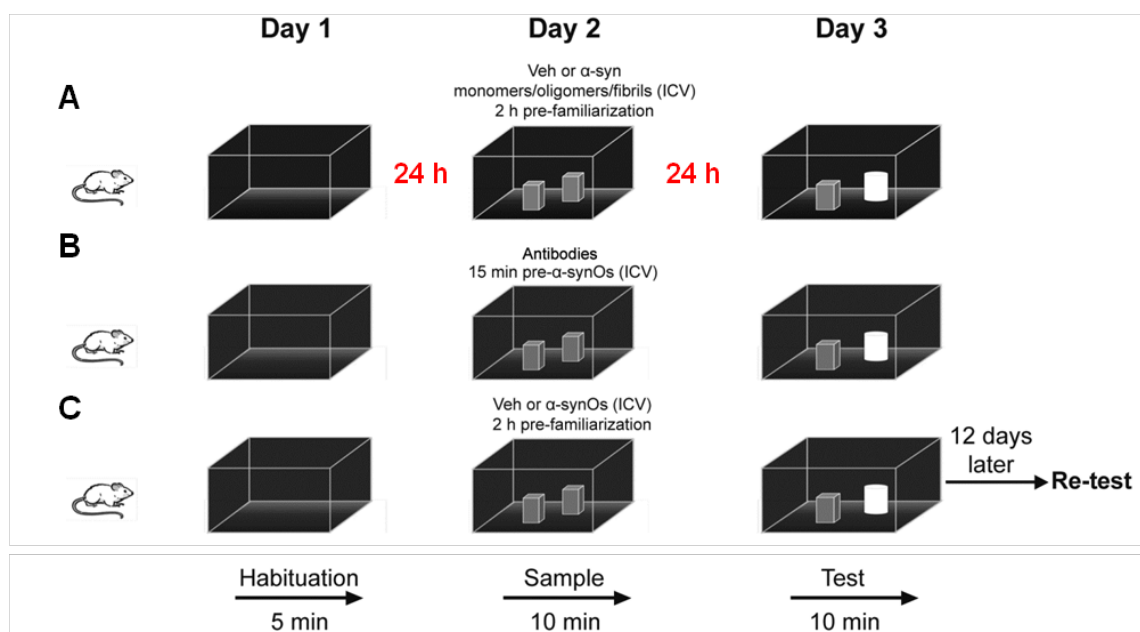 Day 1
Day 2
Day 3
A
Veh or α-syn
monomers/oligomers/fibrils (ICV)
2 h pre-familiarization
24 h
24 h
B
Antibodies
15 min pre-α-synOs (ICV)
C
Veh or α-synOs (ICV)
2 h pre-familiarization
12 days
later
Re-test
Habituation
5 min
Sample
10 min
Test
10 min